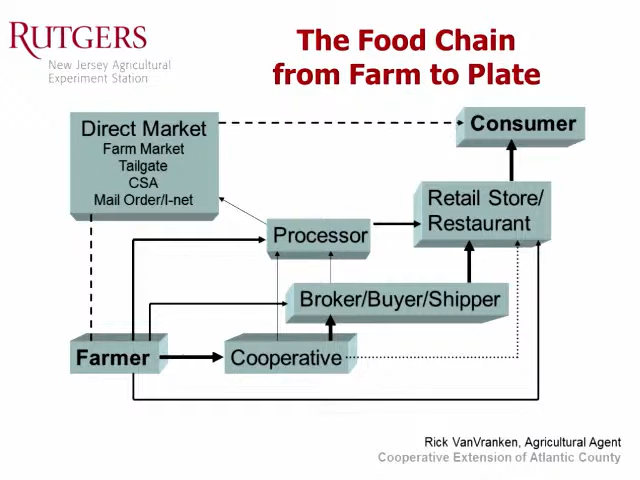 RUTGERS
New Jersey Agricultural
Experiment Station
The Food Chain
from Farm to Plate
Direct Market
Farm Market
Tailgate
CSA
Mail Order/I-net
Consumer
Retail Store/
Restaurant
Processor
Broker/Buyer/Shipper
Farmer
Cooperative
Rick VanVranken, Agricultural Agent
Cooperative Extension of Atlantic County